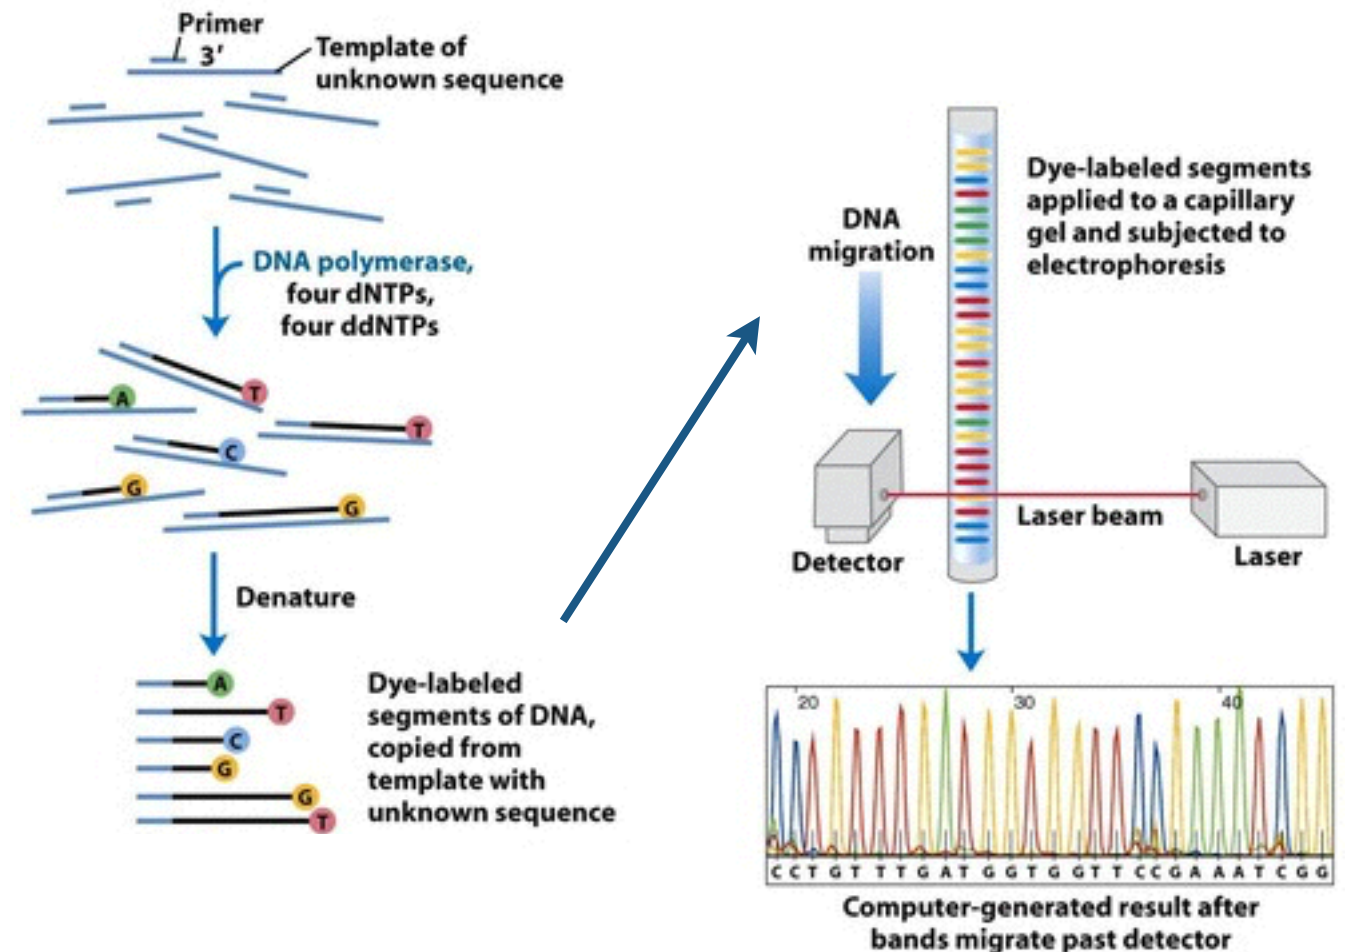 Primer
3′
Template of
unknown sequence
DNA polymerase,
four dNTPs,
four ddNTPs
A
T
T
C
G
G
Denature
A
T
C
G
G
T
Dye-labeled
segments of DNA,
copied from
template with
unknown sequence
DNA
migration
Dye-labeled segments
applied to a capillary
gel and subjected to
electrophoresis
Laser beam
Detector
Laser
20 30 40
C C T G T T T G A T G G T G G T T C C G A A A T C G G
Computer-generated result after
bands migrate past detector